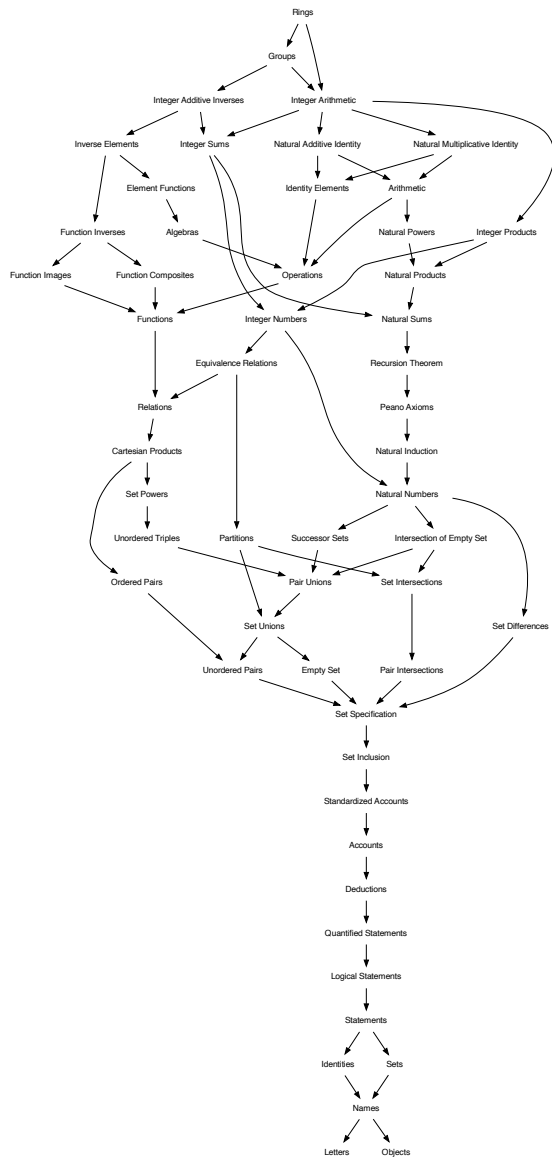 Rings
Groups
Integer Additive Inverses
Integer Arithmetic
Inverse Elements
Integer Sums
Natural Additive Identity
Natural Multiplicative Identity
Element Functions
Identity Elements
Arithmetic
Function Inverses
Algebras
Natural Powers
Integer Products
Function Images
Function Composites
Operations
Natural Products
Functions
Integer Numbers
Natural Sums
Equivalence Relations
Recursion Theorem
Relations
Peano Axioms
Cartesian Products
Natural Induction
Set Powers
Natural Numbers
Unordered Triples
Partitions
Successor Sets
Intersection of Empty Set
Ordered Pairs
Pair Unions
Set Intersections
Set Unions
Set Differences
Unordered Pairs
Empty Set
Pair Intersections
Set Specification
Set Inclusion
Standardized Accounts
Accounts
Deductions
Quantified Statements
Logical Statements
Statements
Identities
Sets
Names
Letters
Objects